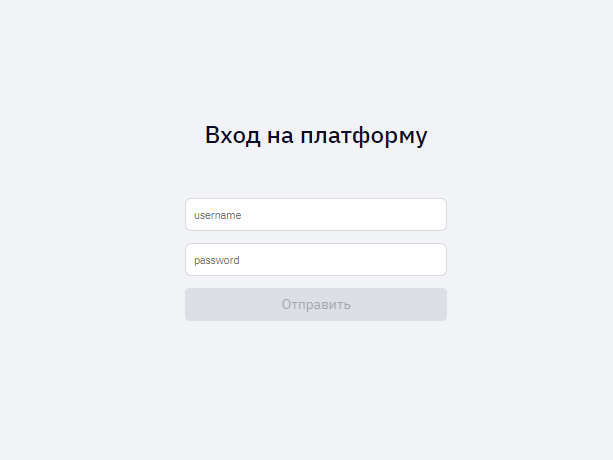 Вход на платформу
username
password
Отправить